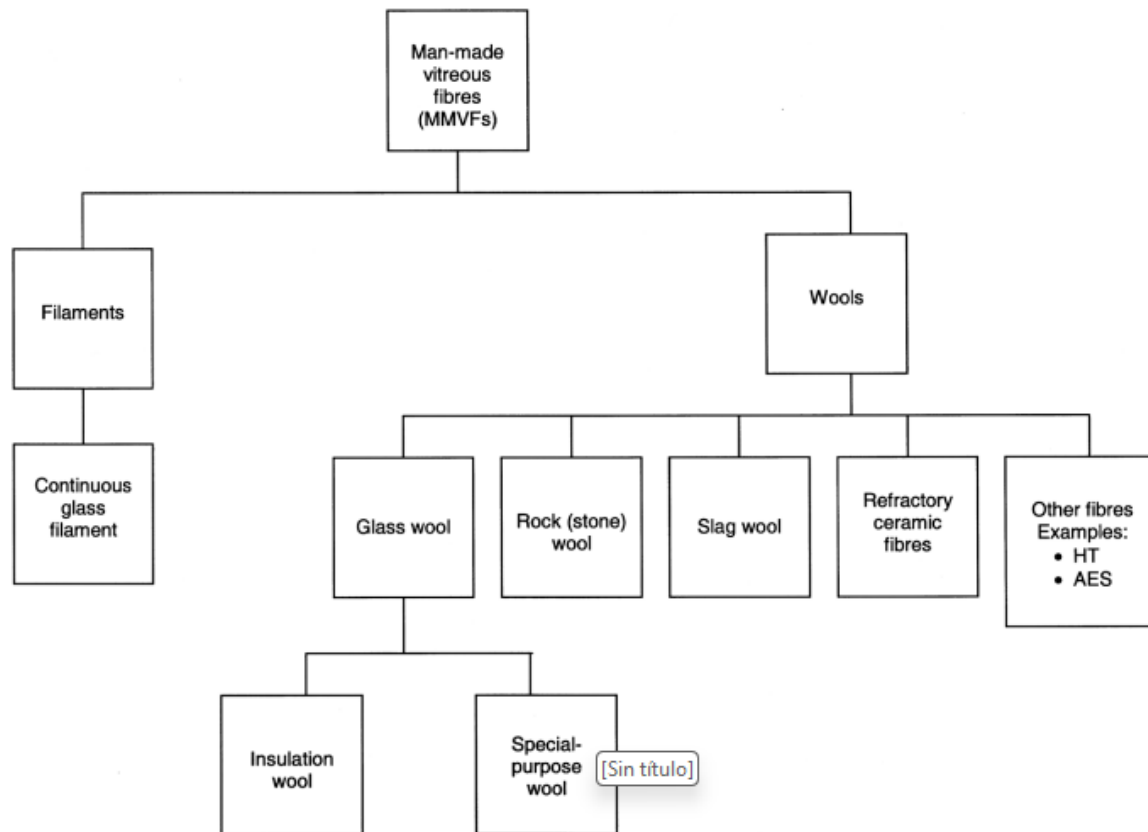 Man-made
vitreous
fibres
(MMVFs)
Filaments
Wools
Continuous
glass
filament
Glass wool
Rock (stone)
wool
Slag wool
Refractory
ceramic
fibres
Other fibres
Examples:
• HT
• AES
Insulation
wool
Special-
purpose
wool
[Sin título]